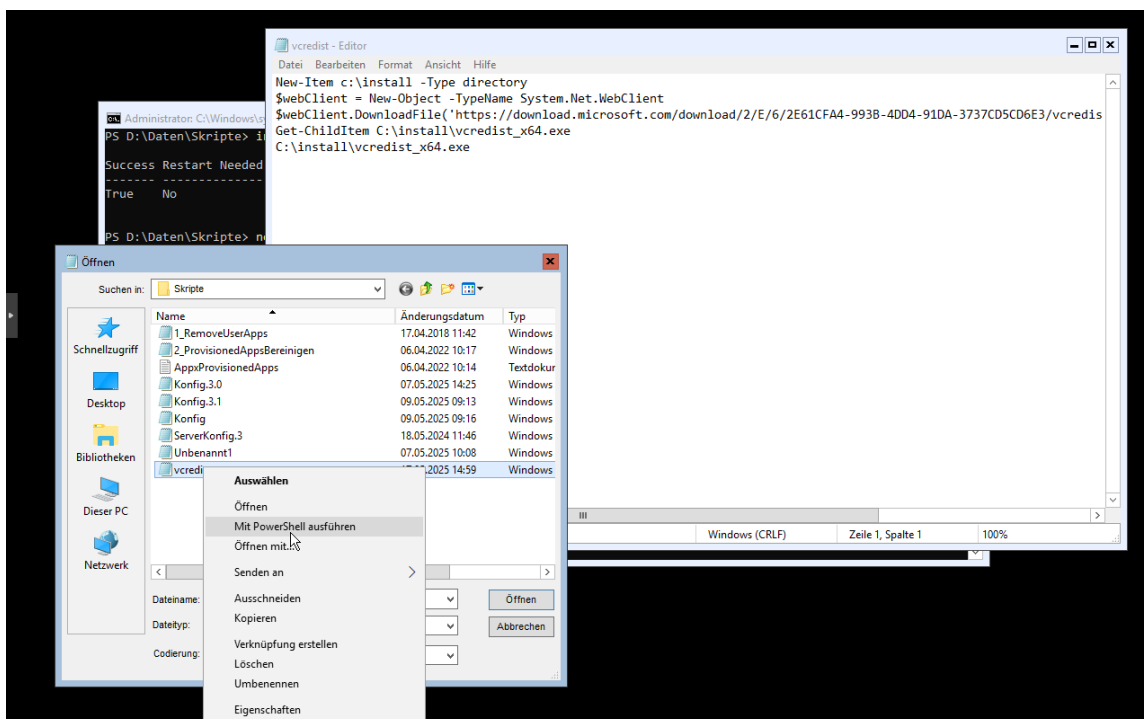 vcredist - Editor
Datei Bearbeiten Format Ansicht Hilfe
New-Item c:\install -Type directory
$webClient = New-Object -TypeName System.Net.WebClient
$webClient.DownloadFile('https://download.microsoft.com/download/2/E/6/2E61CFA4-993B-4DD4-91DA-3737CD5CD6E3/vcredis
Get-ChildItem C:\install\vcredist_x64.exe
C:\install\vcredist_x64.exe
Windows (CRLF) Zeile 1, Spalte 1 100%
Administrator: C:\Windows\sy
PS D:\Daten\Skripte> in
Success Restart Needed
------- --------------
True No
PS D:\Daten\Skripte> no
Öffnen
Suchen in: Skripte
Name Änderungsdatum Typ
1_RemoveUserApps 17.04.2018 11:42 Windows
2_ProvisionedAppsBereinigen 06.04.2022 10:17 Windows
AppxProvisionedApps 06.04.2022 10:14 Textdokur
Konfig.3.0 07.05.2025 14:25 Windows
Konfig.3.1 09.05.2025 09:13 Windows
Konfig 09.05.2025 09:16 Windows
ServerKonfig.3 18.05.2024 11:46 Windows
Unbenannt1 07.05.2025 10:08 Windows
vcredi 2025 14:59 Windows
Schnellzugriff
Desktop
Bibliotheken
Dieser PC
Netzwerk
Dateiname:
Dateityp:
Codierung:
Öffnen
Abbrechen
Auswählen
Öffnen
Mit PowerShell ausführen
Öffnen mit...
Senden an
Ausschneiden
Kopieren
Verknüpfung erstellen
Löschen
Umbenennen
Eigenschaften